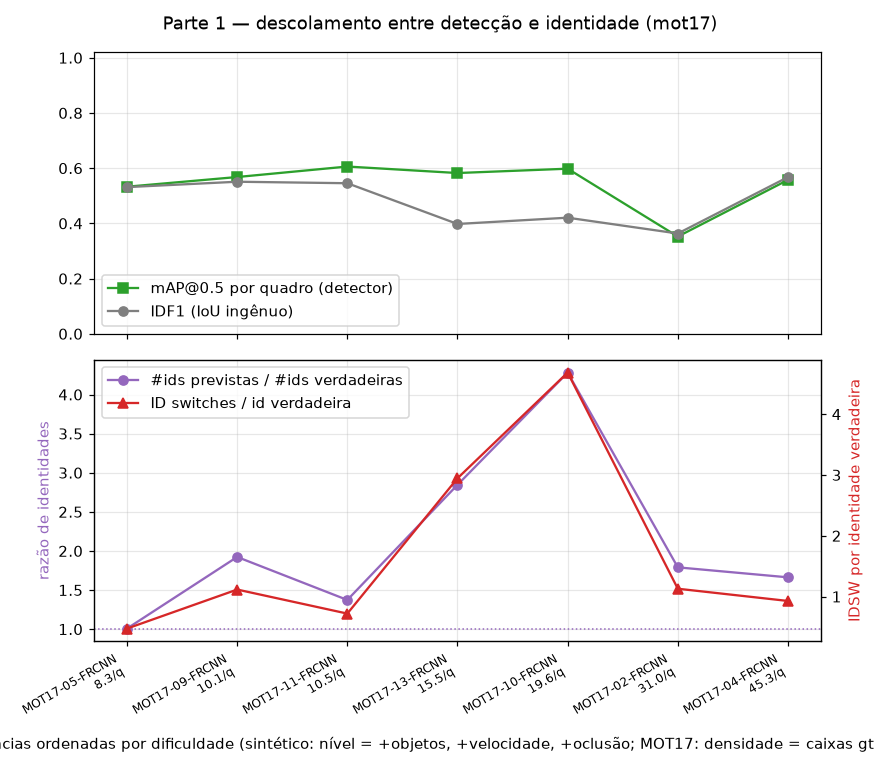 Parte 1 — descolamento entre detecção e identidade (mot17)
1.0
0.8
0.6
0.4
0.2
0.0
mAP@0.5 por quadro (detector)
IDF1 (IoU ingênuo)
razão de identidades
4.0
3.5
3.0
2.5
2.0
1.5
1.0
#ids previstas / #ids verdadeiras
ID switches / id verdadeira
4
3
2
1
IDSW por identidade verdadeira
MOT17-05-FRCNN
8.3/q
MOT17-09-FRCNN
10.1/q
MOT17-11-FRCNN
10.5/q
MOT17-13-FRCNN
15.5/q
MOT17-10-FRCNN
19.6/q
MOT17-02-FRCNN
31.0/q
MOT17-04-FRCNN
45.3/q
ordenadas por dificuldade (sintético: nível = +objetos, +velocidade, +oclusão; MOT17: densidade = caixas gt